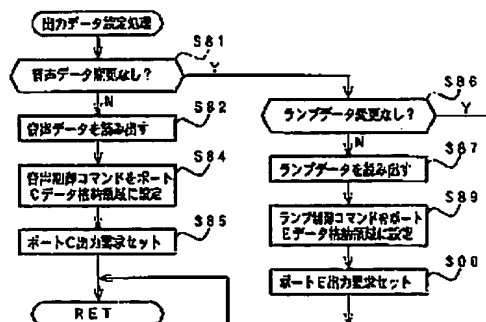 出力データ設定処理
S81
音声データ変更なし?
Y
N
S82
音声データを読み出す
S84
音声制御コマンドをポート
Cデータ格納領域に設定
S85
ポートC出力要求セット
RET
S86
ランプデータ変更なし?
Y
N
S87
ランプデータを読み出す
S89
ランプ制御コマンドをポート
Eデータ格納領域に設定
ポートE出力要求セット